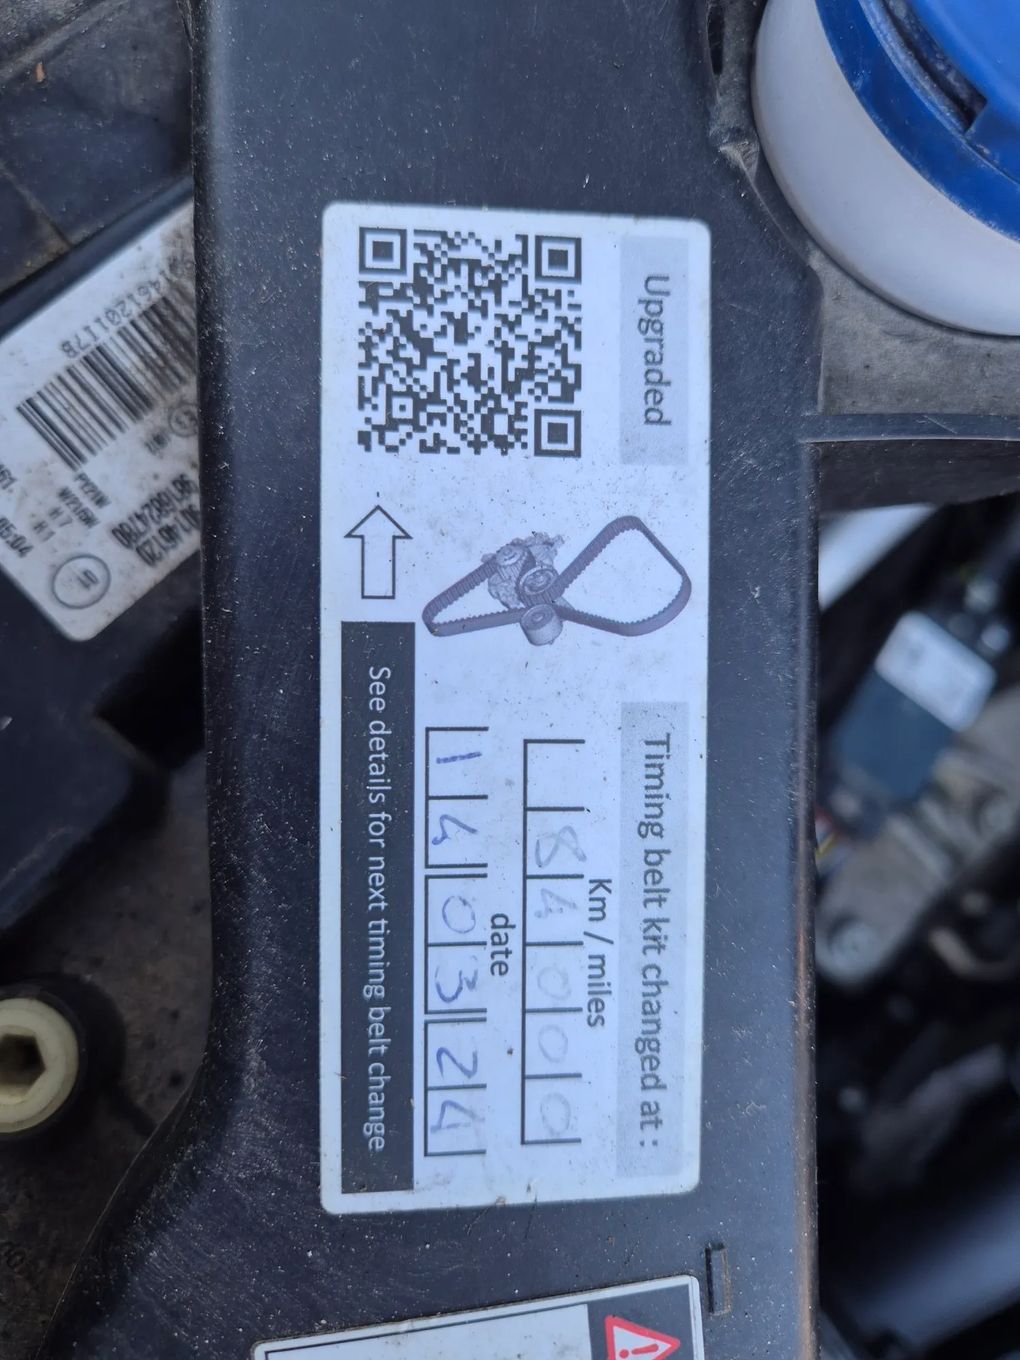 Upgraded
Timing belt kit changed at :
Km / miles
84000
date
140324
See details for next timing belt change